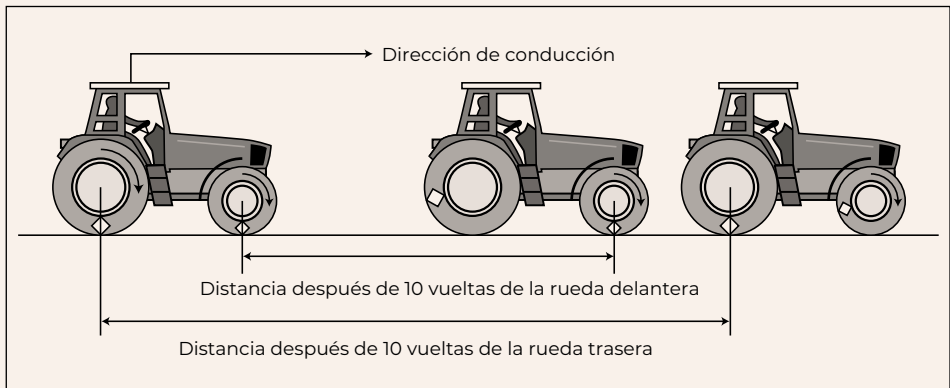 Dirección de conducción
Distancia después de 10 vueltas de la rueda delantera
Distancia después de 10 vueltas de la rueda trasera